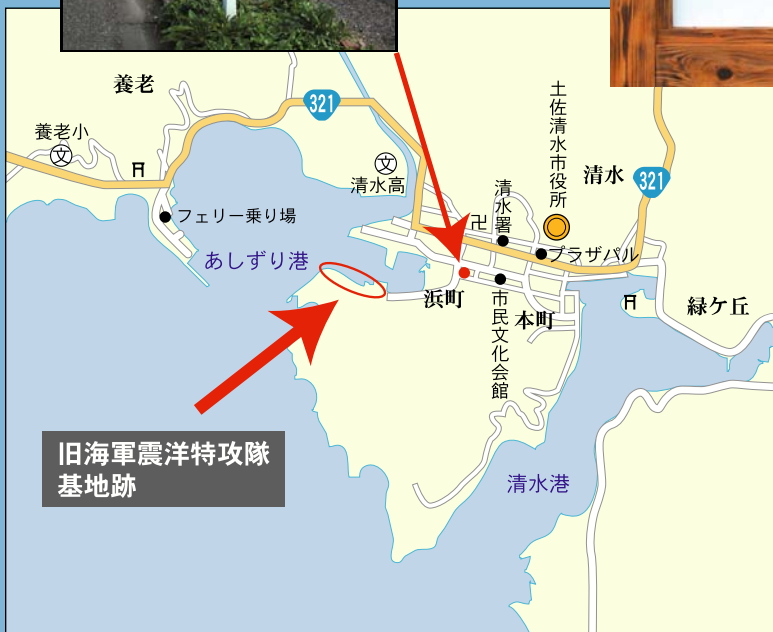 養老
321
養老小
文
文
清水高
土佐清水市役所
清水
321
清水署
フェリー乗り場
プラザパル
あしずり港
浜町
市民文化会館
本町
緑ケ丘
旧海軍震洋特攻隊
基地跡
清水港